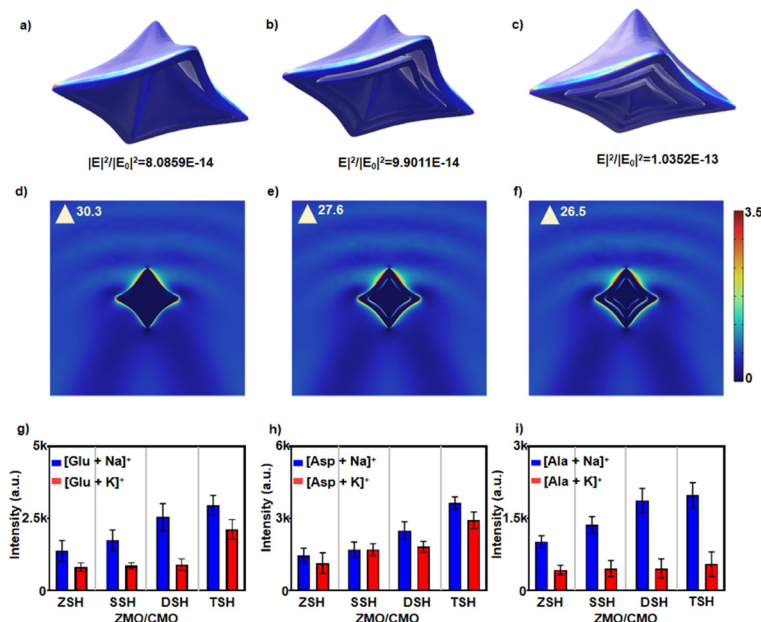 a)
b)
c)
|E|²/|E₀|²=8.0859E-14
E|²/|E₀|²=9.9011E-14
E|²/|E₀|²=1.0352E-13
d)
e)
f)
30.3
27.6
26.5
3.5
0
g)
5k
2.5k
0
Intensity (a.u.)
[Glu + Na]⁺
[Glu + K]⁺
ZSH SSH DSH TSH
ZMO/CMO
h)
6k
3k
0
Intensity (a.u.)
[Asp + Na]⁺
[Asp + K]⁺
ZSH SSH DSH TSH
ZMO/CMO
i)
3k
1.5k
0
Intensity (a.u.)
[Ala + Na]⁺
[Ala + K]⁺
ZSH SSH DSH TSH
ZMO/CMO